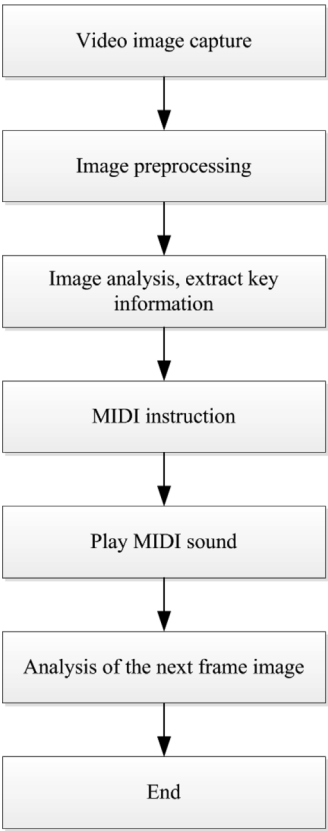 Video image capture
Image preprocessing
Image analysis, extract key
information
MIDI instruction
Play MIDI sound
Analysis of the next frame image
End